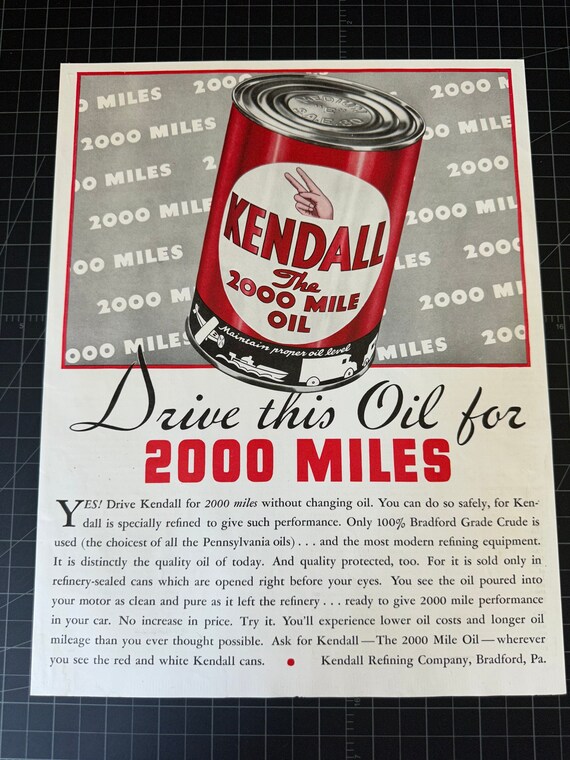 O MILES 2000
2000 MILES OO MILES
OO MILES 20
2000 MILE 2000 MIL
OO MILES LES 2000
2000 M 2000 MI
OOO MILES MILES 2000
KENDALL
The
2000 MILE
OIL
Maintain proper oil level
Drive this Oil for
2000 MILES
YES! Drive Kendall for 2000 miles without changing oil. You can do so safely, for Ken-
dall is specially refined to give such performance. Only 100% Bradford Grade Crude is
used (the choicest of all the Pennsylvania oils) . . . and the most modern refining equipment.
It is distinctly the quality oil of today. And quality protected, too. For it is sold only in
refinery-sealed cans which are opened right before your eyes. You see the oil poured into
your motor as clean and pure as it left the refinery . . . ready to give 2000 mile performance
in your car. No increase in price. Try it. You'll experience lower oil costs and longer oil
mileage than you ever thought possible. Ask for Kendall—The 2000 Mile Oil—wherever
you see the red and white Kendall cans. • Kendall Refining Company, Bradford, Pa.